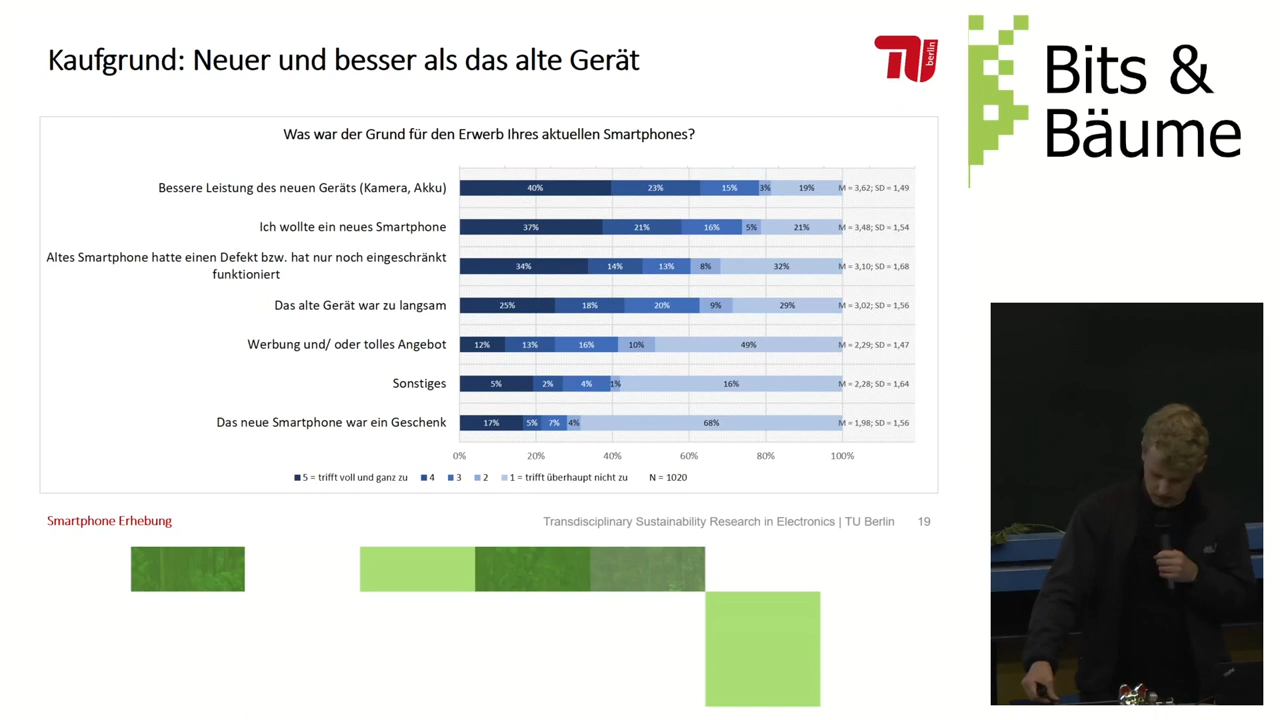 Kaufgrund: Neuer und besser als das alte Gerät
TU berlin
Bits &
Bäume
Was war der Grund für den Erwerb Ihres aktuellen Smartphones?
Bessere Leistung des neuen Geräts (Kamera, Akku) 40% 23% 15% 3% 19% M = 3,62; SD = 1,49
Ich wollte ein neues Smartphone 37% 21% 16% 5% 21% M = 3,48; SD = 1,54
Altes Smartphone hatte einen Defekt bzw. hat nur noch eingeschränkt
funktioniert 34% 14% 13% 8% 32% M = 3,10; SD = 1,68
Das alte Gerät war zu langsam 25% 18% 20% 9% 29% M = 3,02; SD = 1,56
Werbung und/ oder tolles Angebot 12% 13% 16% 10% 49% M = 2,29; SD = 1,47
Sonstiges 5% 2% 4% 1% 16% M = 2,28; SD = 1,64
Das neue Smartphone war ein Geschenk 17% 5% 7% 4% 68% M = 1,98; SD = 1,56
0% 20% 40% 60% 80% 100%
5 = trifft voll und ganz zu 4 3 2 1 = trifft überhaupt nicht zu N = 1020
Smartphone Erhebung Transdisciplinary Sustainability Research in Electronics | TU Berlin 19